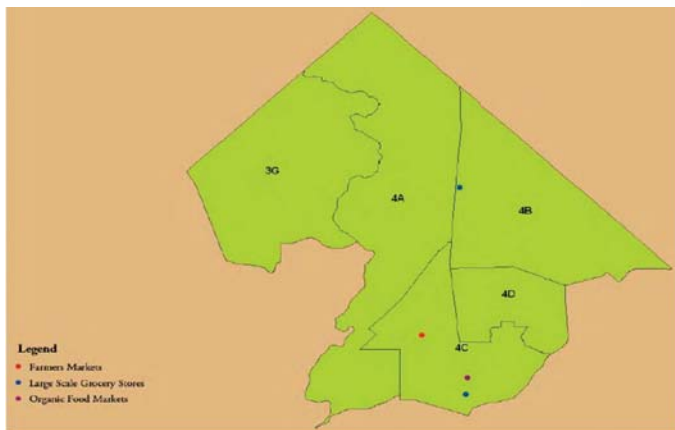 3G
4A
4B
4D
4C
Legend
Farmers Markets
Large Scale Grocery Stores
Organic Food Markets